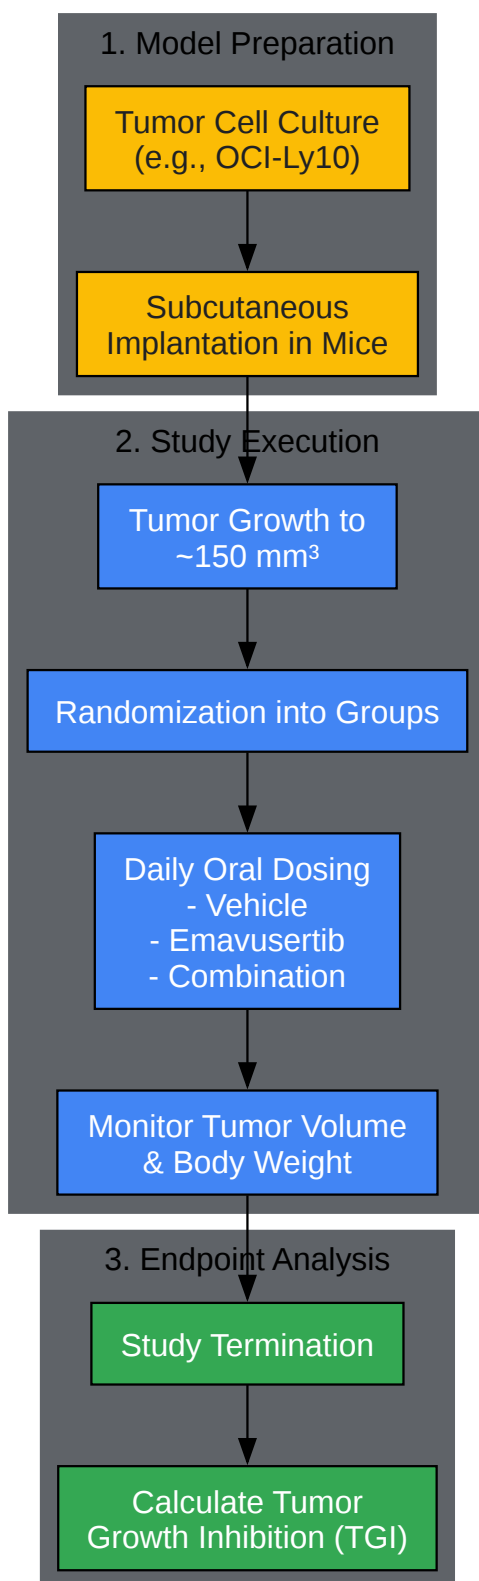 1. Model Preparation
Tumor Cell Culture
(e.g., OCI-Ly10)
Subcutaneous
Implantation in Mice
2. Study Execution
Tumor Growth to
~150 mm³
Randomization into Groups
Daily Oral Dosing
- Vehicle
- Emavusertib
- Combination
Monitor Tumor Volume
& Body Weight
3. Endpoint Analysis
Study Termination
Calculate Tumor
Growth Inhibition (TGI)